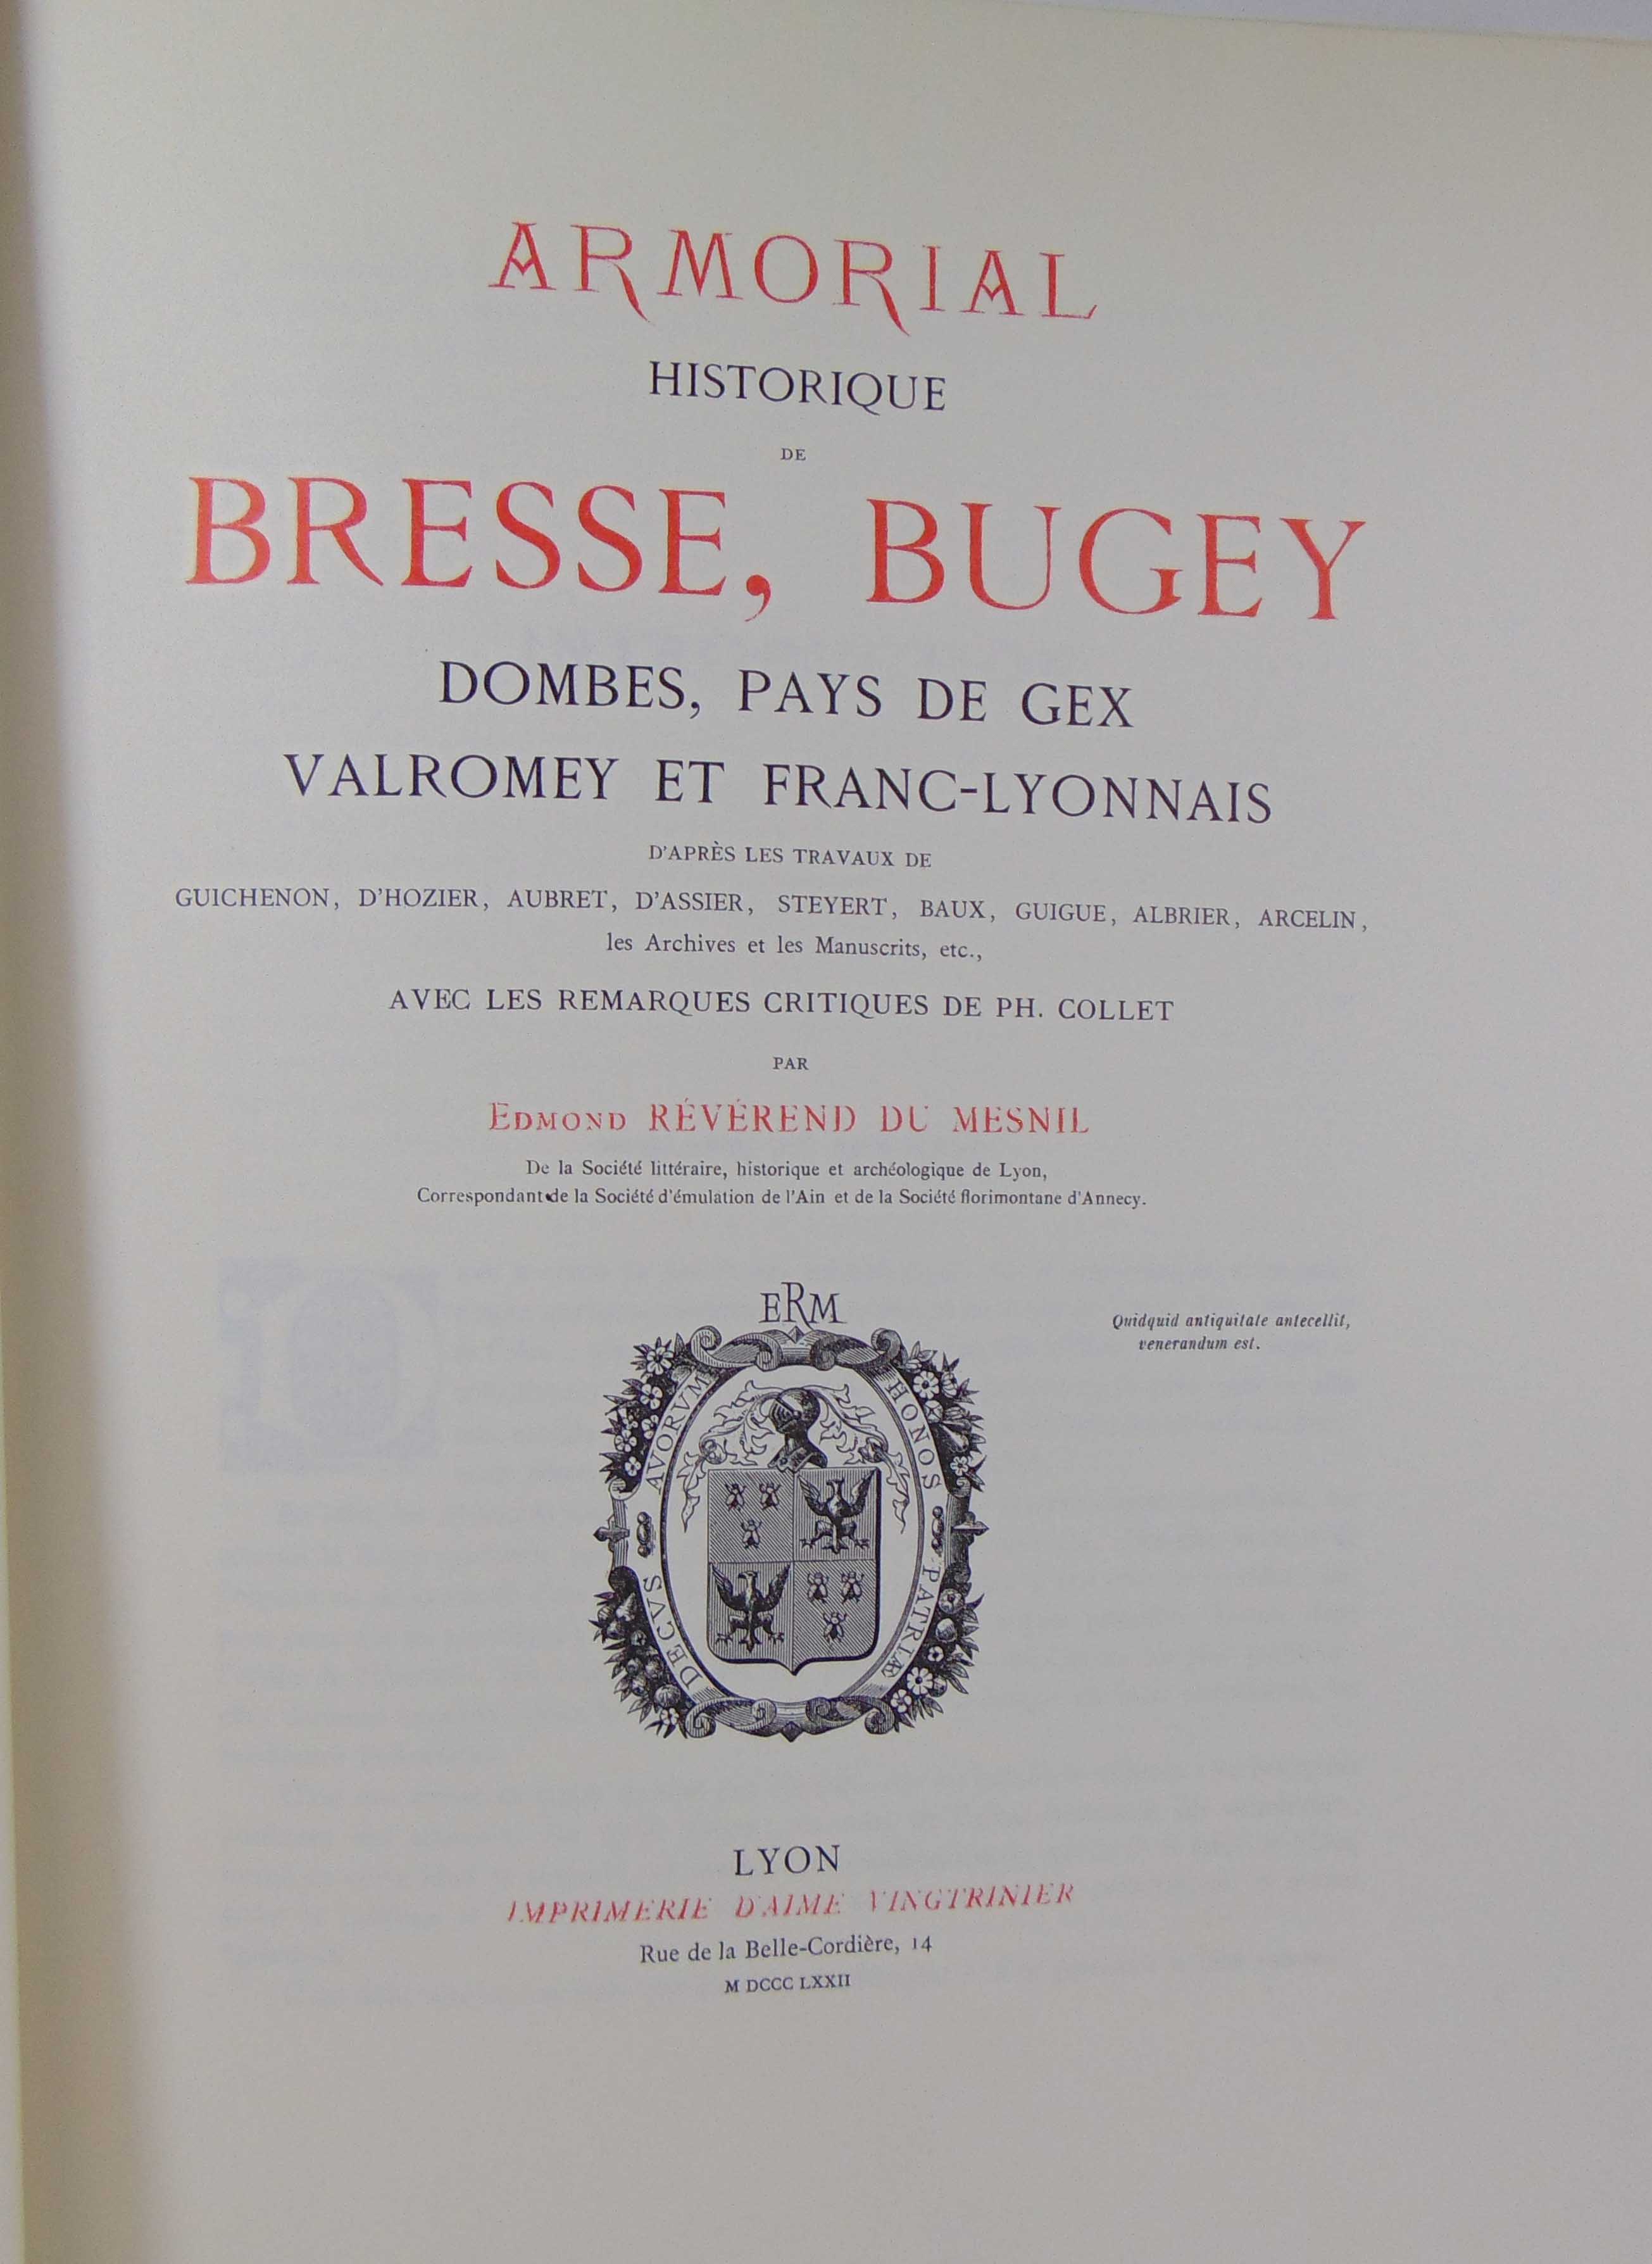 ARMORIAL
HISTORIQUE
DE
BRESSE, BUGEY
DOMBES, PAYS DE GEX
VALROMEY ET FRANC-LYONNAIS
D'APRÈS LES TRAVAUX DE
GUICHENON, D'HOZIER, AUBRET, D'ASSIER, STEYERT, BAUX, GUIGUE, ALBRIER, ARCELIN,
les Archives et les Manuscrits, etc.,
AVEC LES REMARQUES CRITIQUES DE PH. COLLET
PAR
EDMOND RÉVÉREND DU MESNIL
De la Société littéraire, historique et archéologique de Lyon,
Correspondant de la Société d'émulation de l'Ain et de la Société florimontane d'Annecy.
ERM
Quidquid antiquitate antecellit,
venerandum est.
DECVS AVORVM
HONOS PATRIÆ
LYON
IMPRIMERIE D'AIMÉ VINGTRINIER
Rue de la Belle-Cordière, 14
M DCCC LXXII